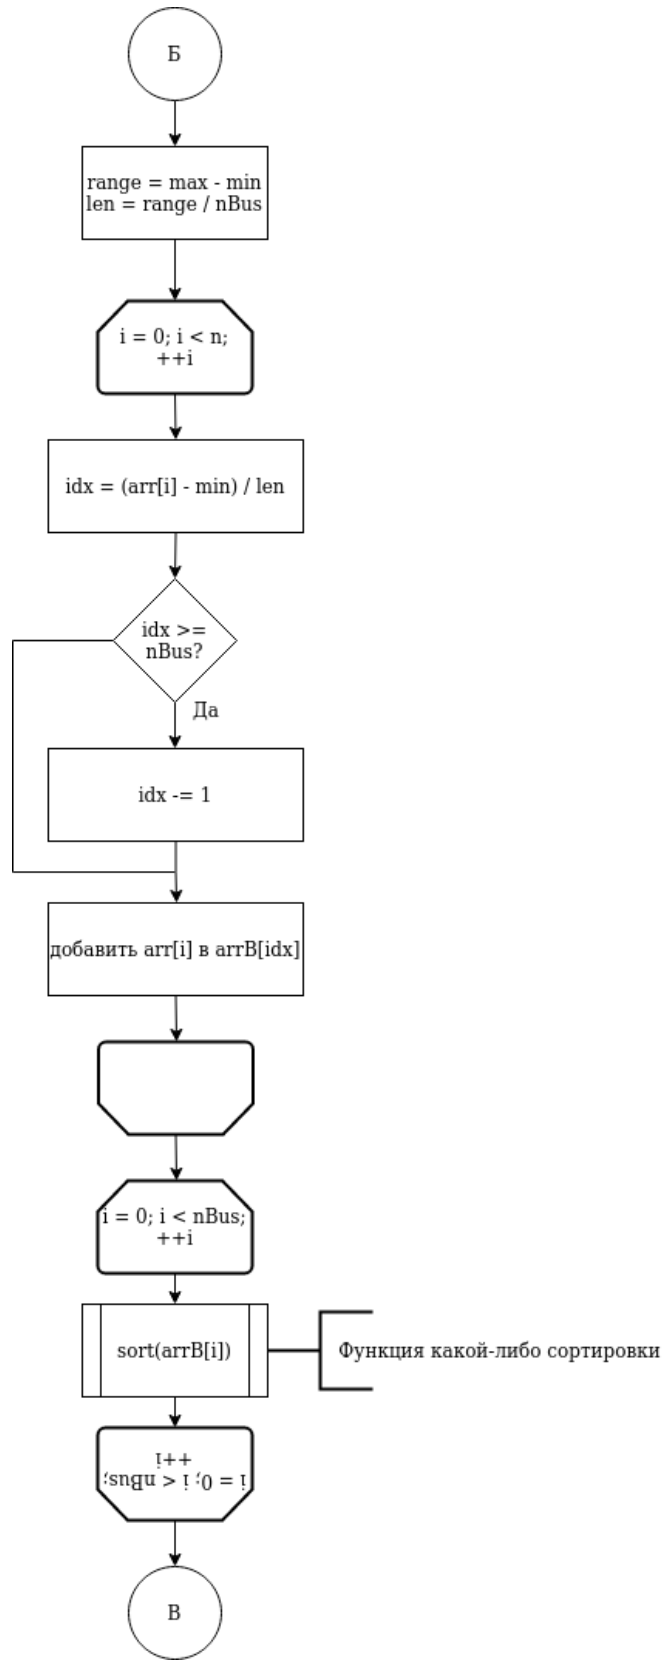 Б
range = max - min
len = range / nBus
i = 0; i < n;
++i
idx = (arr[i] - min) / len
idx >=
nBus?
Да
idx -= 1
добавить arr[i] в arrB[idx]
i = 0; i < nBus;
++i
sort(arrB[i])
Функция какой-либо сортировки
i = 0; i < nBus;
++i
В